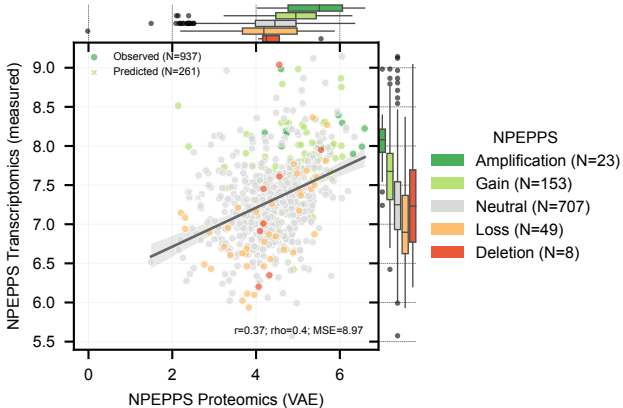 Observed (N=937)
Predicted (N=261)
9.0
8.5
8.0
7.5
7.0
6.5
6.0
5.5
NPEPPS Transcriptomics (measured)
r=0.37; rho=0.4; MSE=8.97
0 2 4 6
NPEPPS Proteomics (VAE)
NPEPPS
Amplification (N=23)
Gain (N=153)
Neutral (N=707)
Loss (N=49)
Deletion (N=8)